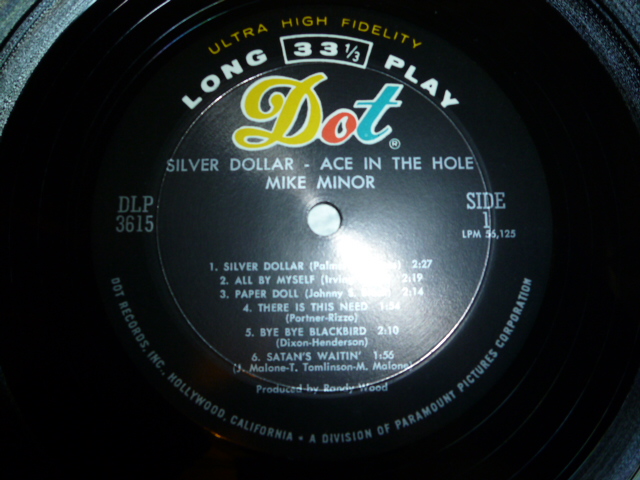 ULTRA HIGH FIDELITY
LONG 33 1/3 PLAY
Dot®
SILVER DOLLAR - ACE IN THE HOLE
MIKE MINOR
DLP
3615
SIDE
1
LPM 56,125
1. SILVER DOLLAR 2:27
2. ALL BY MYSELF 2:19
3. PAPER DOLL (Johnny S. 2:14
4. THERE IS THIS NEED 1:54
(Portner-Rizzo)
5. BYE BYE BLACKBIRD 2:10
(Dixon-Henderson)
6. SATAN'S WAITIN' 1:56
(J. Malone-T. Tomlinson-M. Malone)
Produced by Randy Wood
DOT RECORDS, INC., HOLLYWOOD, CALIFORNIA • A DIVISION OF PARAMOUNT PICTURES CORPORATION